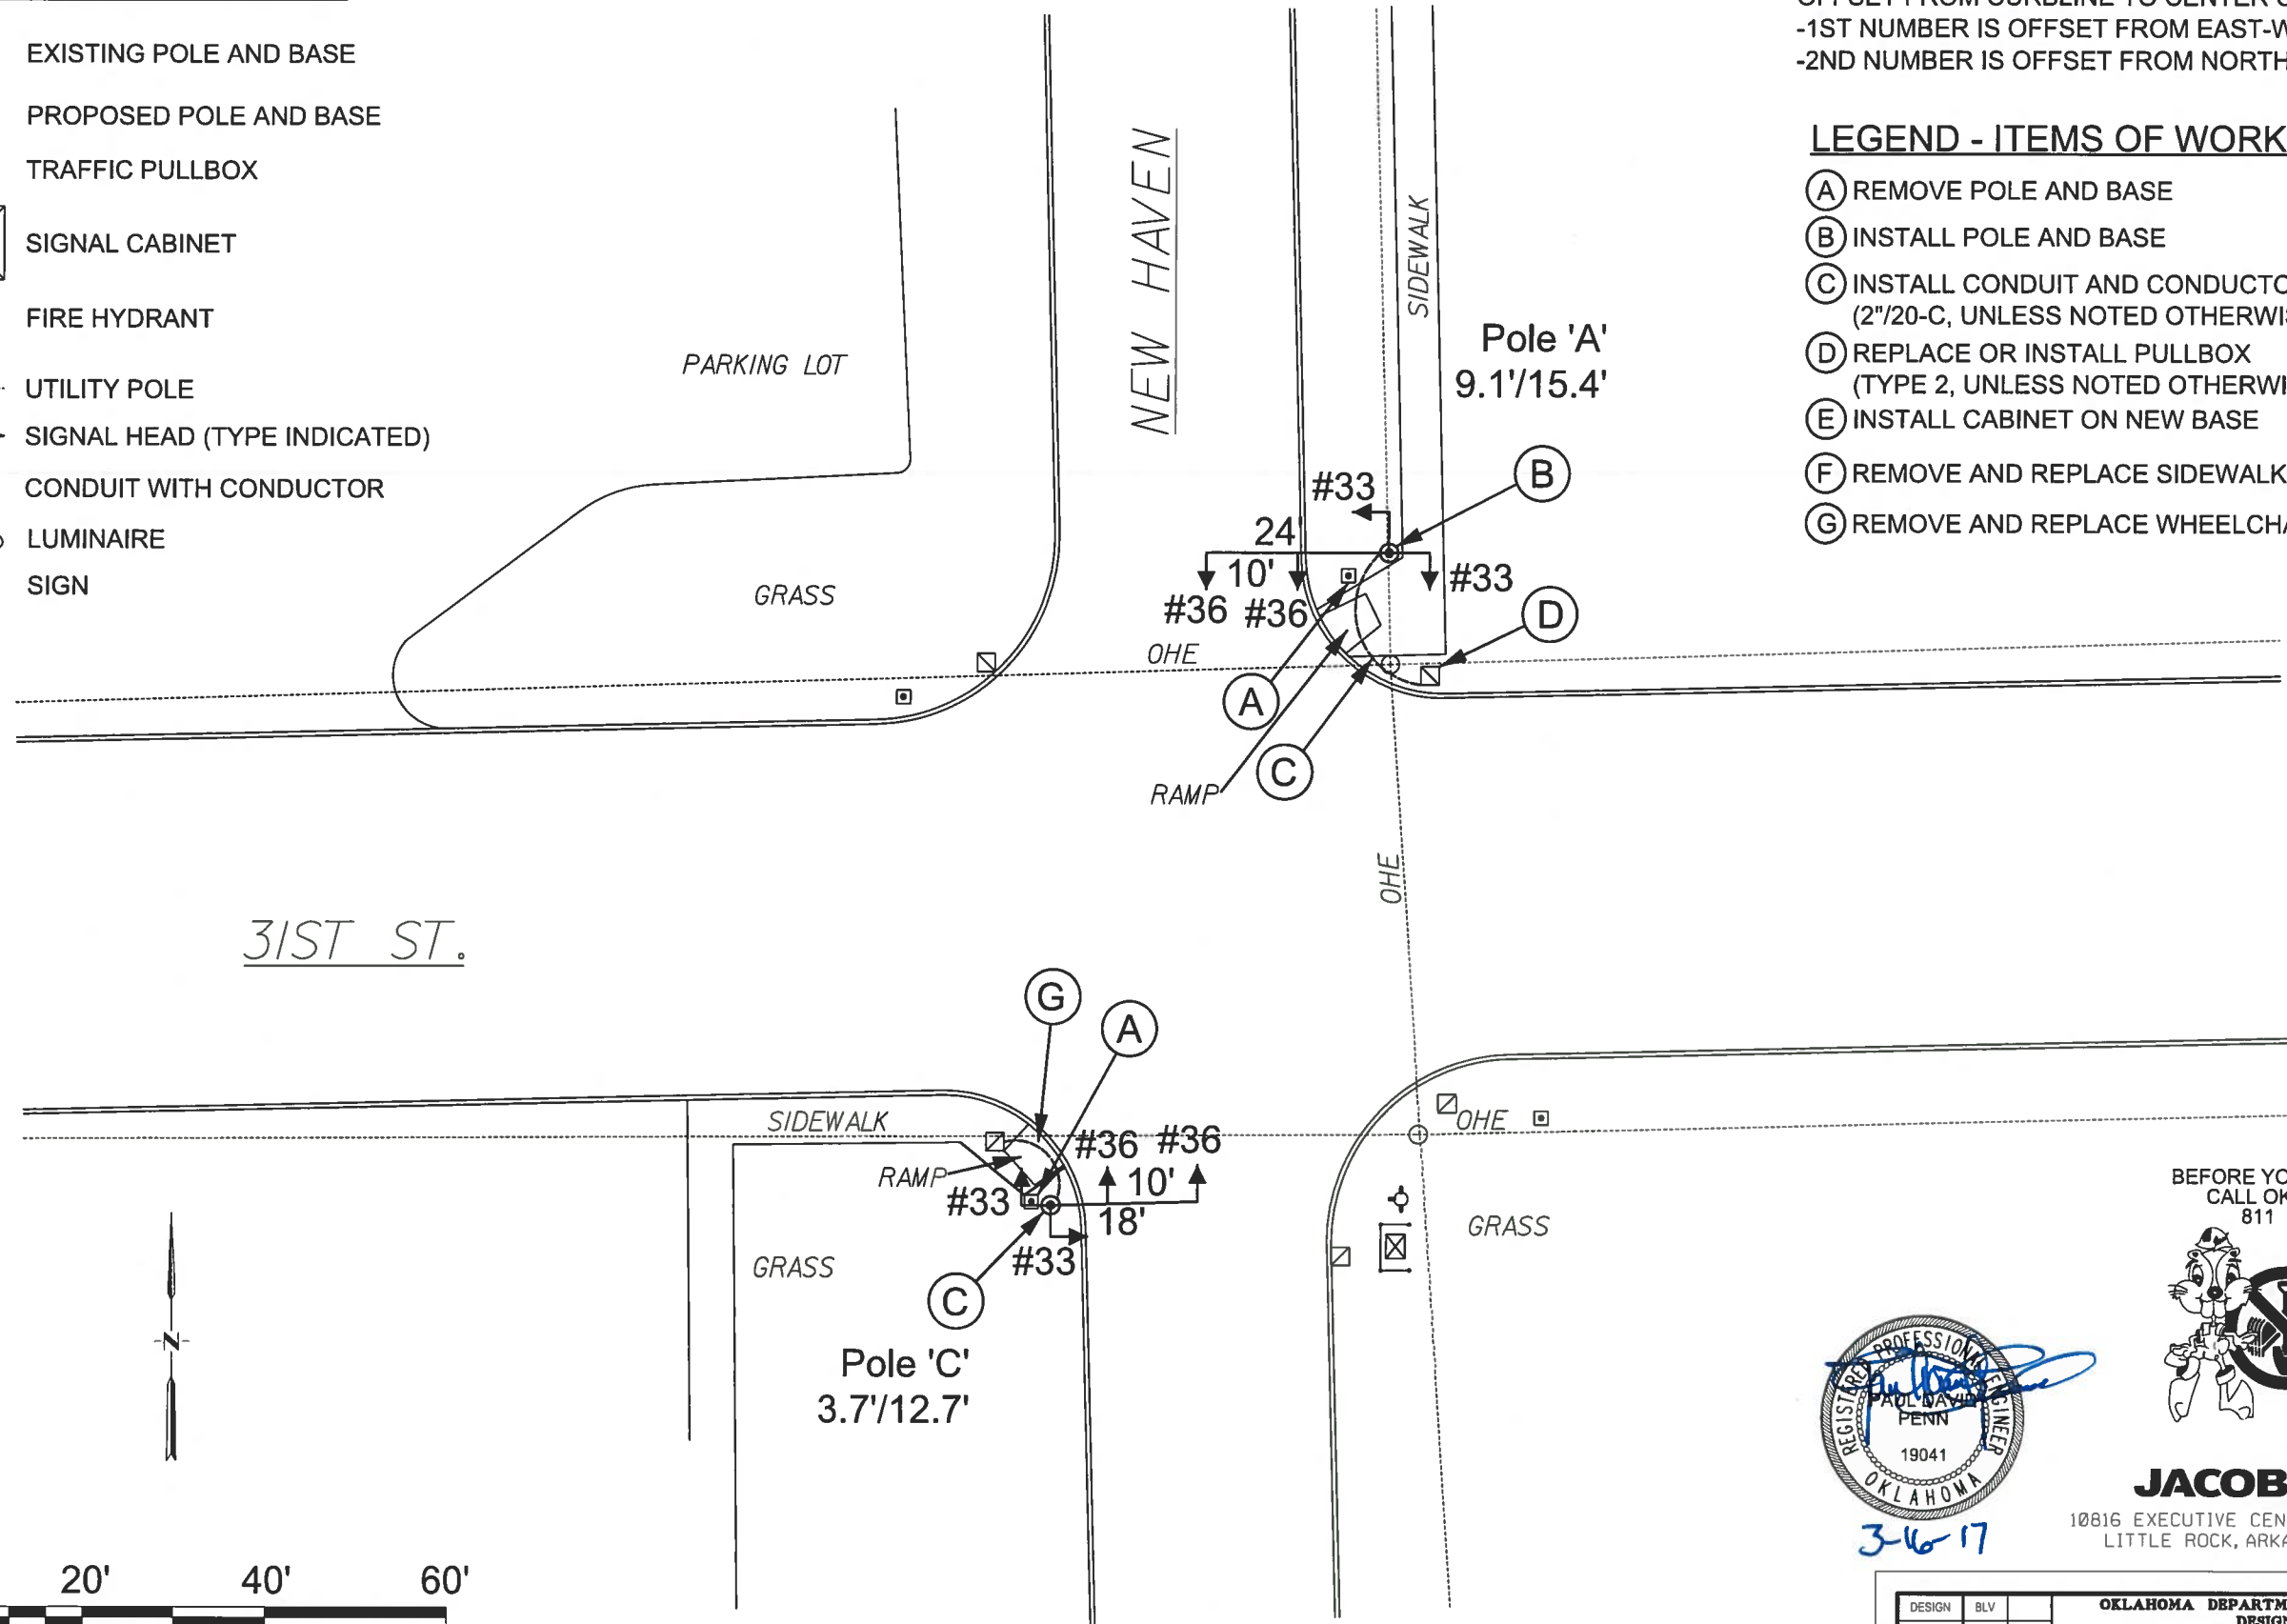 EXISTING POLE AND BASE
PROPOSED POLE AND BASE
TRAFFIC PULLBOX
SIGNAL CABINET
FIRE HYDRANT
UTILITY POLE
SIGNAL HEAD (TYPE INDICATED)
CONDUIT WITH CONDUCTOR
LUMINAIRE
SIGN
-1ST NUMBER IS OFFSET FROM EAST-W
-2ND NUMBER IS OFFSET FROM NORTH
LEGEND - ITEMS OF WORK
A REMOVE POLE AND BASE
B INSTALL POLE AND BASE
C INSTALL CONDUIT AND CONDUCTO
(2"/20-C, UNLESS NOTED OTHERWIS
D REPLACE OR INSTALL PULLBOX
(TYPE 2, UNLESS NOTED OTHERWI
E INSTALL CABINET ON NEW BASE
F REMOVE AND REPLACE SIDEWALK
G REMOVE AND REPLACE WHEELCHA
NEW HAVEN
SIDEWALK
PARKING LOT
Pole 'A'
9.1'/15.4'
B
#33
24
10'
#33
#36 #36
GRASS
D
OHE
A
C
RAMP
OHE
31ST ST.
G
A
SIDEWALK
#36 #36
OHE
RAMP
10'
#33
18'
GRASS
GRASS
#33
C
Pole 'C'
3.7'/12.7'
-N-
20' 40' 60'
BEFORE YO
CALL OK
811
REGISTERED PROFESSIONAL ENGINEER
PAUL DAVID
PENN
19041
OKLAHOMA
3-16-17
JACOB
10816 EXECUTIVE CEN
LITTLE ROCK, ARKA
DESIGN BLV
OKLAHOMA DEPARTM
DESIGN